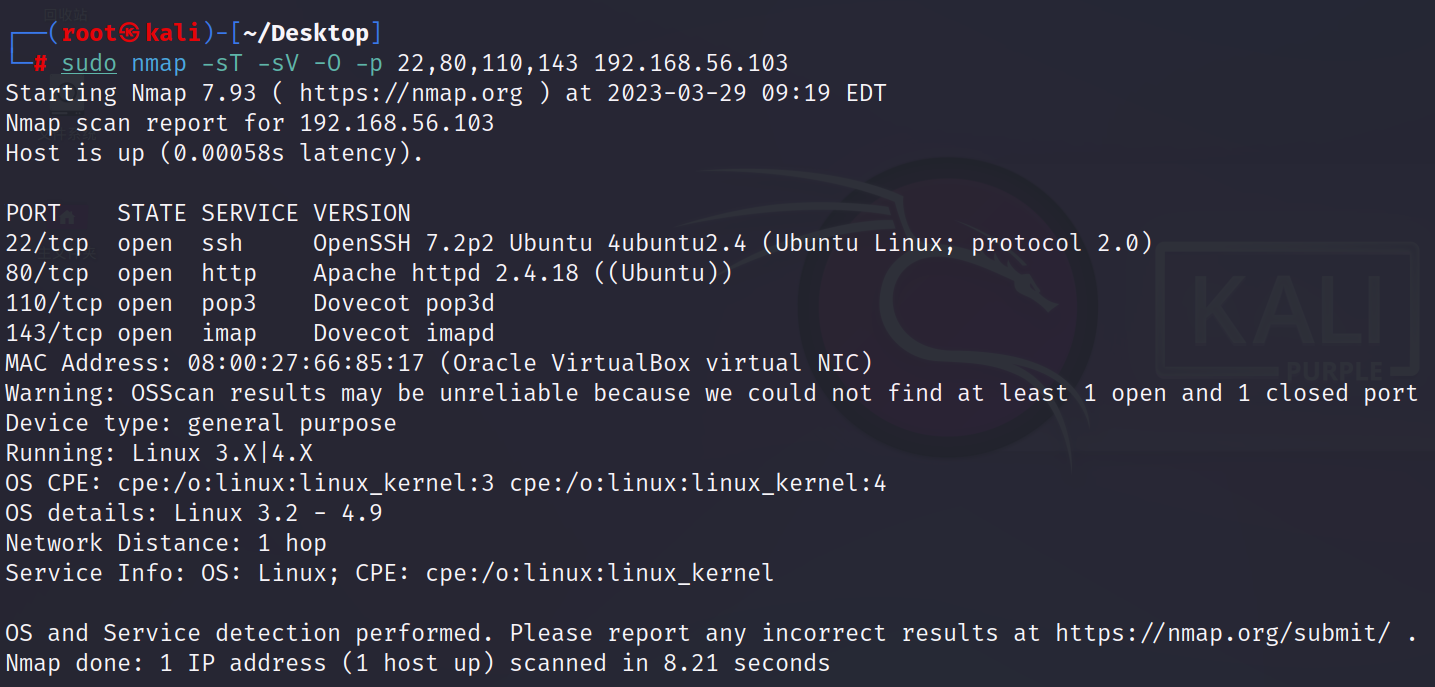 回收站
┌──(root㉿kali)-[~/Desktop]
└─# sudo nmap -sT -sV -O -p 22,80,110,143 192.168.56.103
Starting Nmap 7.93 ( https://nmap.org ) at 2023-03-29 09:19 EDT
Nmap scan report for 192.168.56.103
Host is up (0.00058s latency).
PORT    STATE SERVICE VERSION
22/tcp  open  ssh     OpenSSH 7.2p2 Ubuntu 4ubuntu2.4 (Ubuntu Linux; protocol 2.0)
80/tcp  open  http    Apache httpd 2.4.18 ((Ubuntu))
110/tcp open  pop3    Dovecot pop3d
143/tcp open  imap    Dovecot imapd
MAC Address: 08:00:27:66:85:17 (Oracle VirtualBox virtual NIC)
Warning: OSScan results may be unreliable because we could not find at least 1 open and 1 closed port
Device type: general purpose
Running: Linux 3.X|4.X
OS CPE: cpe:/o:linux:linux_kernel:3 cpe:/o:linux:linux_kernel:4
OS details: Linux 3.2 - 4.9
Network Distance: 1 hop
Service Info: OS: Linux; CPE: cpe:/o:linux:linux_kernel
OS and Service detection performed. Please report any incorrect results at https://nmap.org/submit/ .
Nmap done: 1 IP address (1 host up) scanned in 8.21 seconds
KALI
PURPLE